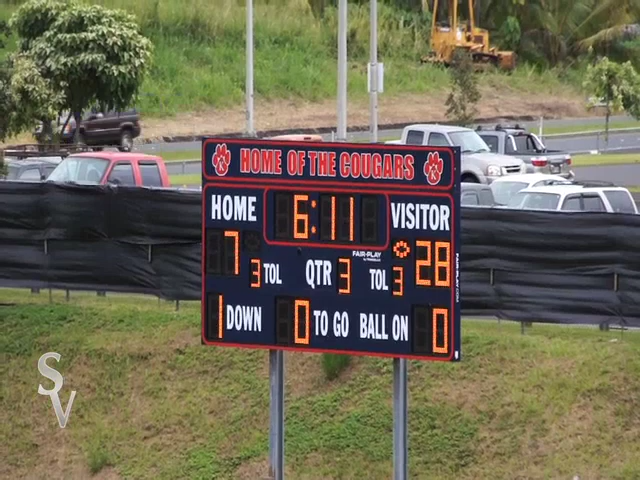 HOME OF THE COUGARS
HOME 6:11 VISITOR
FAIR-PLAY
7 28
3 TOL QTR 3 TOL 3
1 DOWN 0 TO GO BALL ON 0
SV